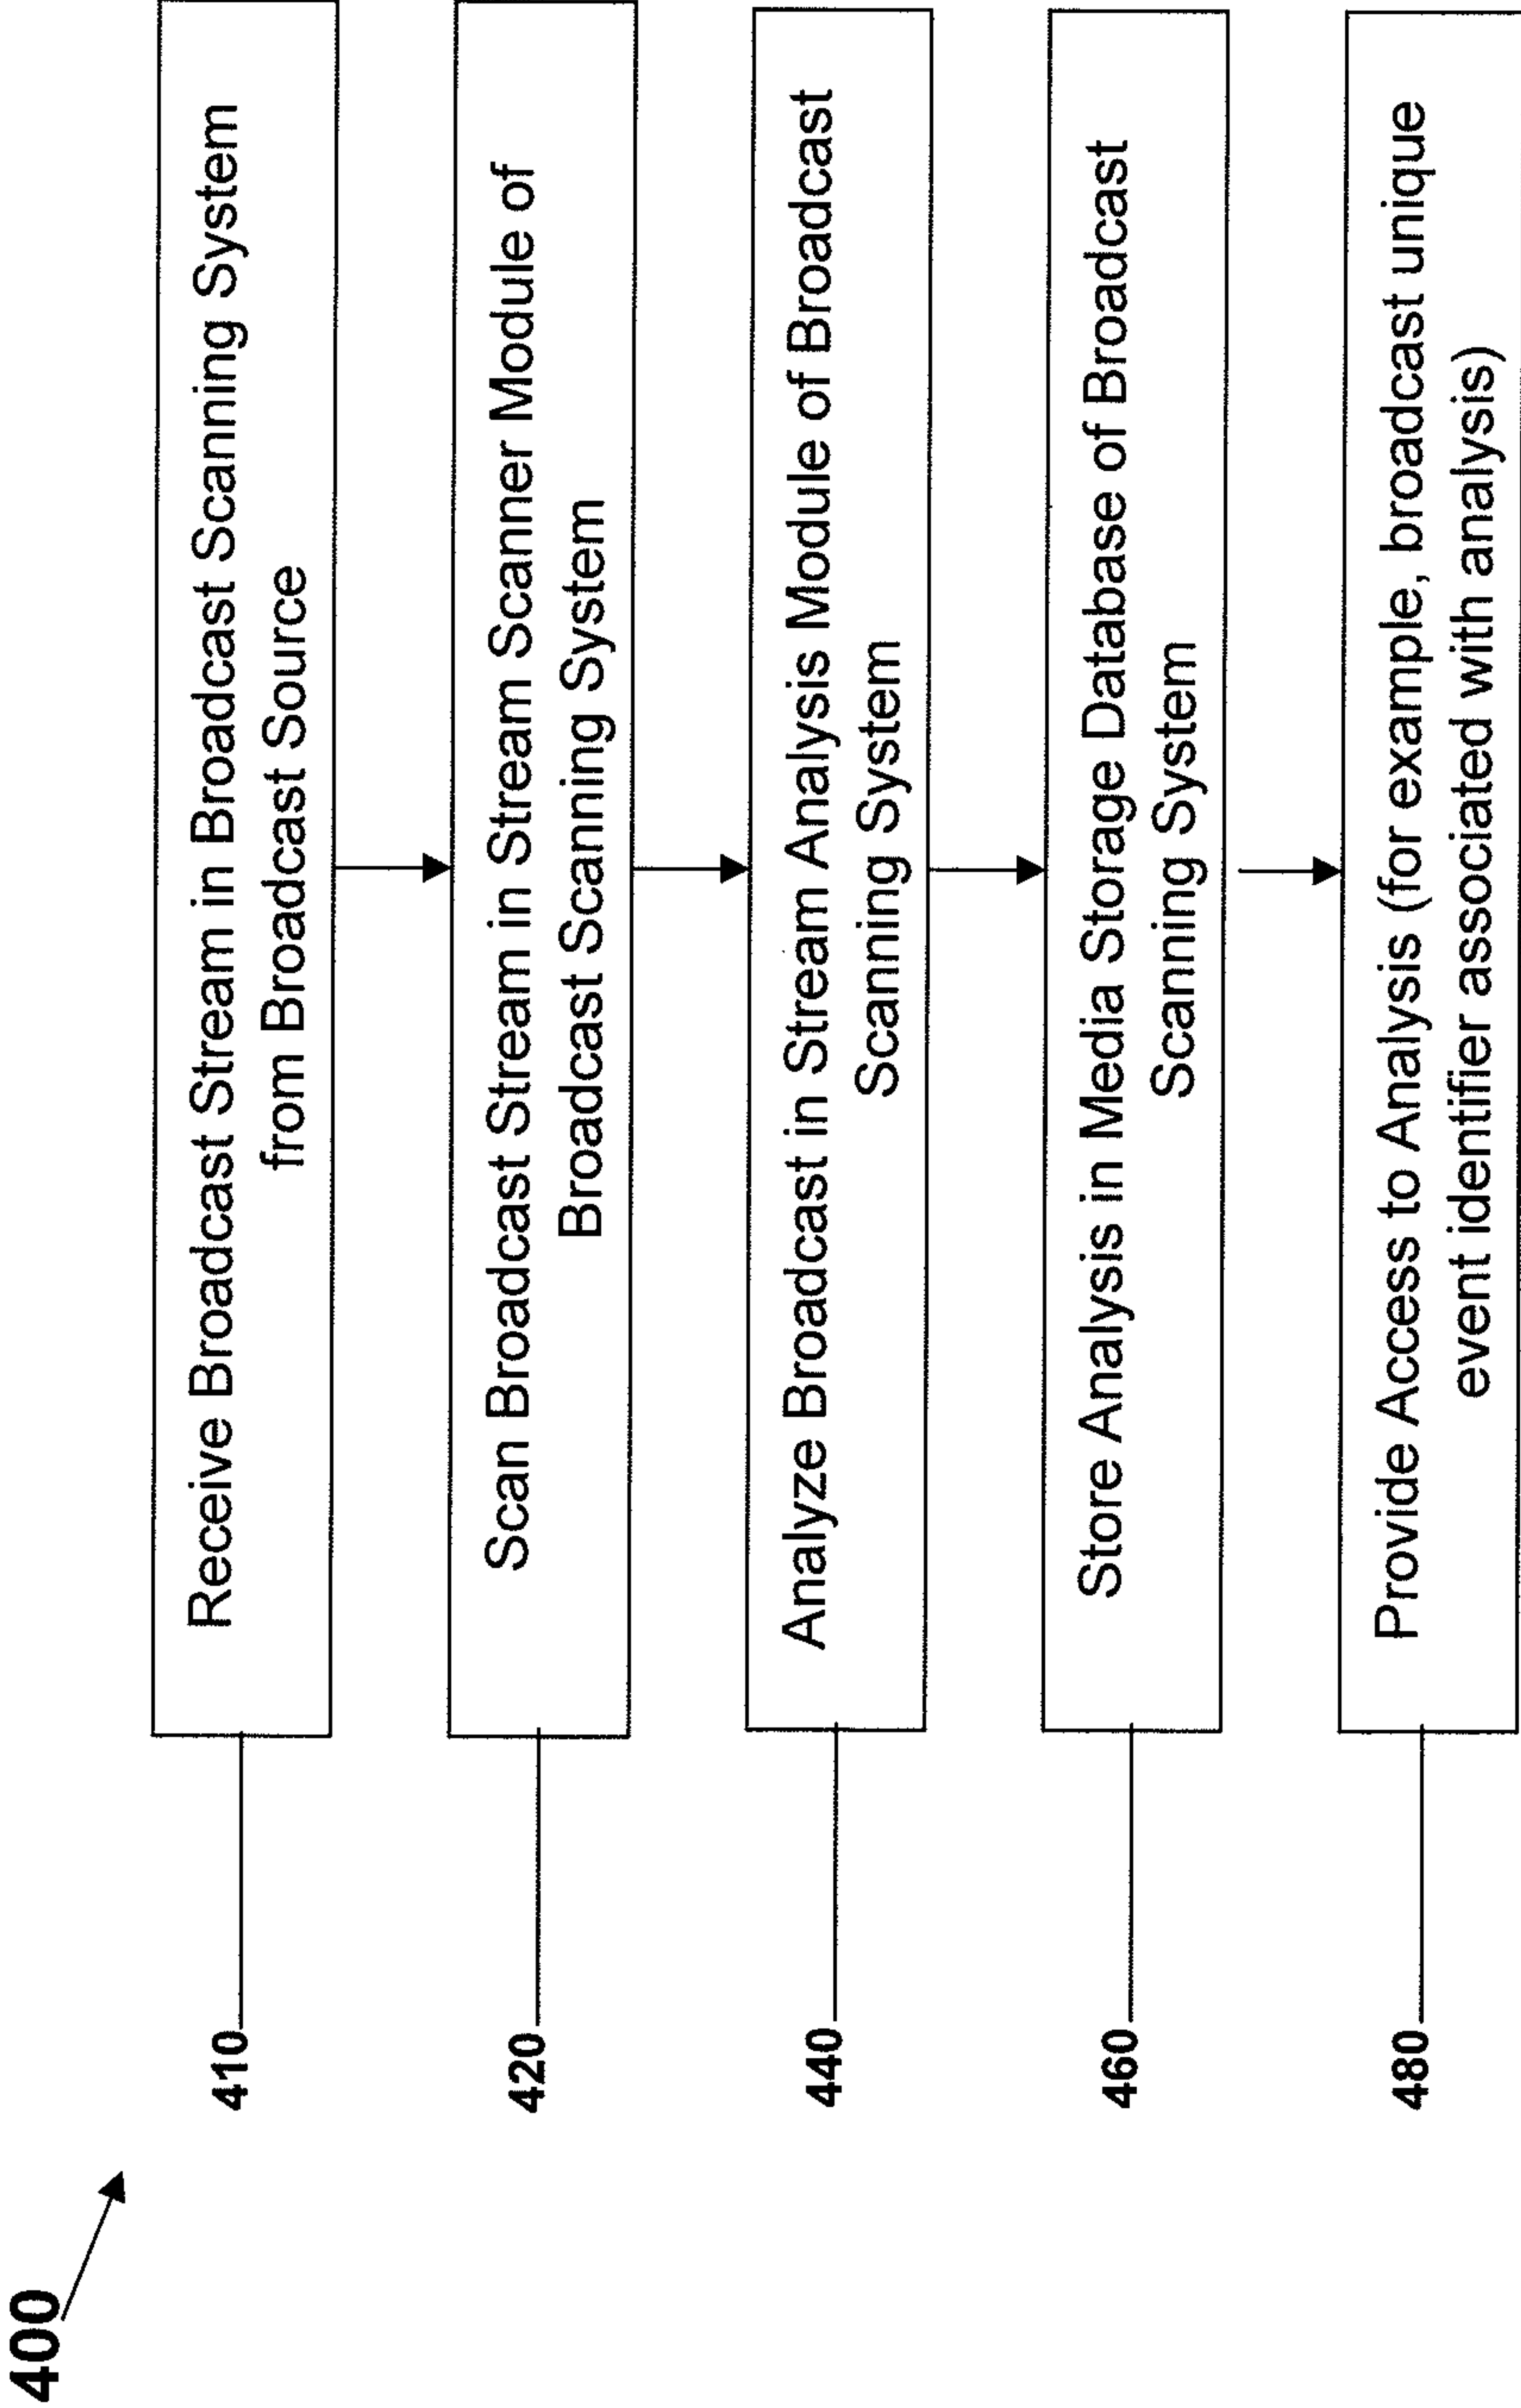 400
410
Receive Broadcast Stream in Broadcast Scanning System
from Broadcast Source
420
Scan Broadcast Stream in Stream Scanner Module of
Broadcast Scanning System
440
Analyze Broadcast in Stream Analysis Module of Broadcast
Scanning System
460
Store Analysis in Media Storage Database of Broadcast
Scanning System
480
Provide Access to Analysis (for example, broadcast unique
event identifier associated with analysis)